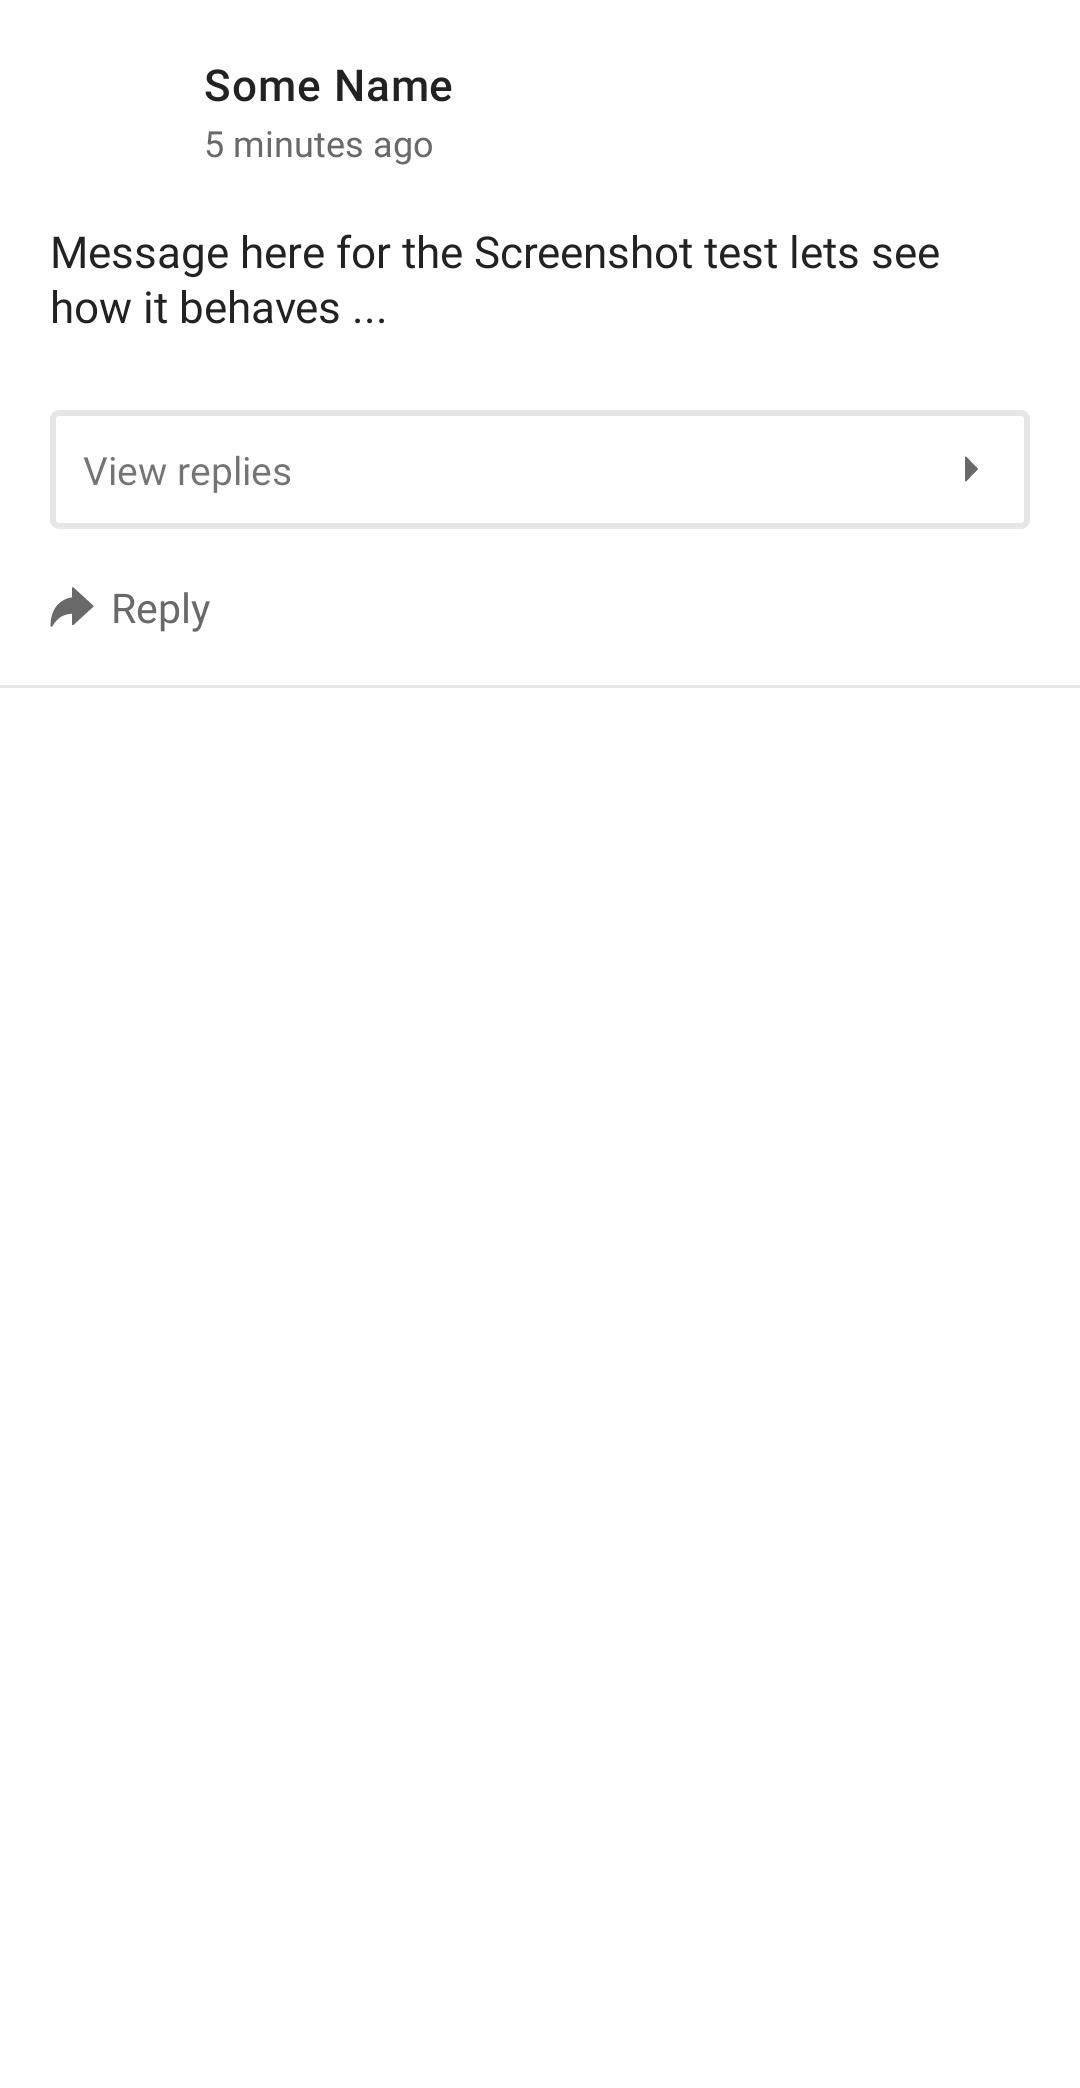 Some Name
5 minutes ago
Message here for the Screenshot test lets see
how it behaves ...
View replies
Reply